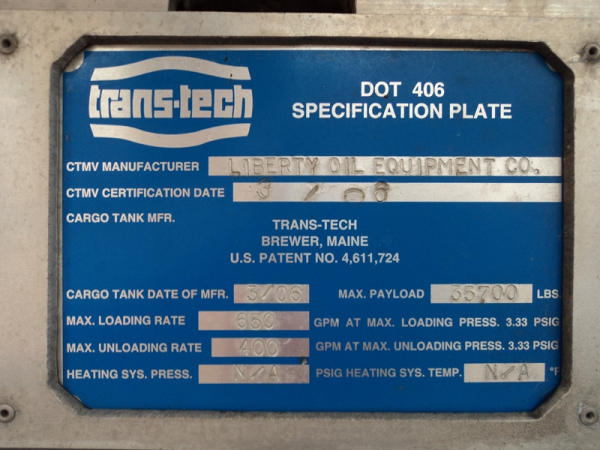 trans-tech
DOT 406
SPECIFICATION PLATE
CTMV MANUFACTURER LIBERTY OIL EQUIPMENT CO.
CTMV CERTIFICATION DATE 3 / 06
CARGO TANK MFR.
TRANS-TECH
BREWER, MAINE
U.S. PATENT NO. 4,611,724
CARGO TANK DATE OF MFR. 3/06 MAX. PAYLOAD 35700 LBS.
MAX. LOADING RATE 650 GPM AT MAX. LOADING PRESS. 3.33 PSIG
MAX. UNLOADING RATE 400 GPM AT MAX. UNLOADING PRESS. 3.33 PSIG
HEATING SYS. PRESS. N/A PSIG HEATING SYS. TEMP. N/A °F